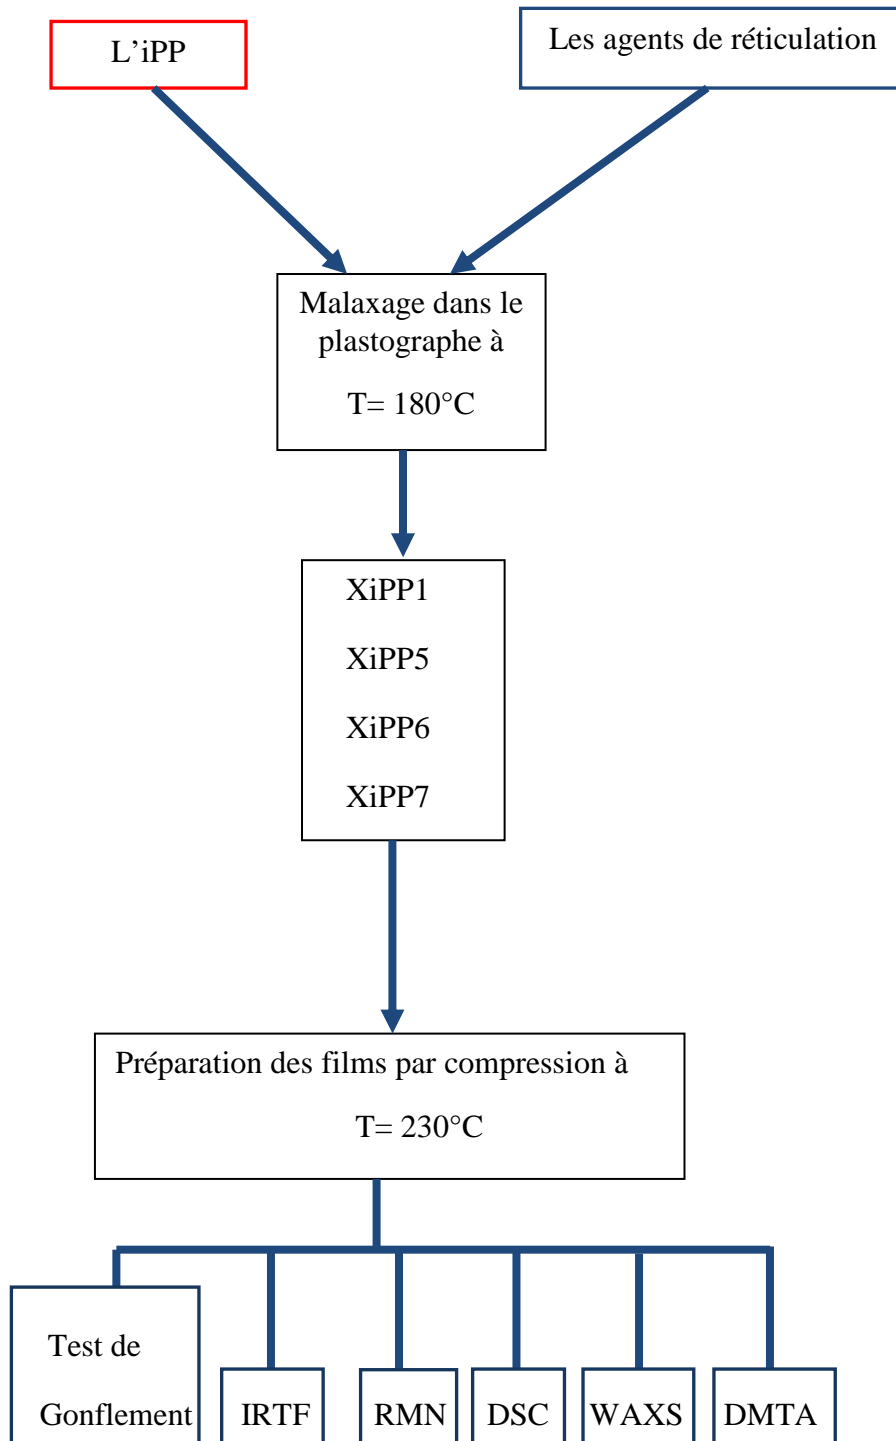 L'iPP
Les agents de réticulation
Malaxage dans le
plastographe à
T= 180°C
XiPP1
XiPP5
XiPP6
XiPP7
Préparation des films par compression à
T= 230°C
Test de
Gonflement
IRTF
RMN
DSC
WAXS
DMTA